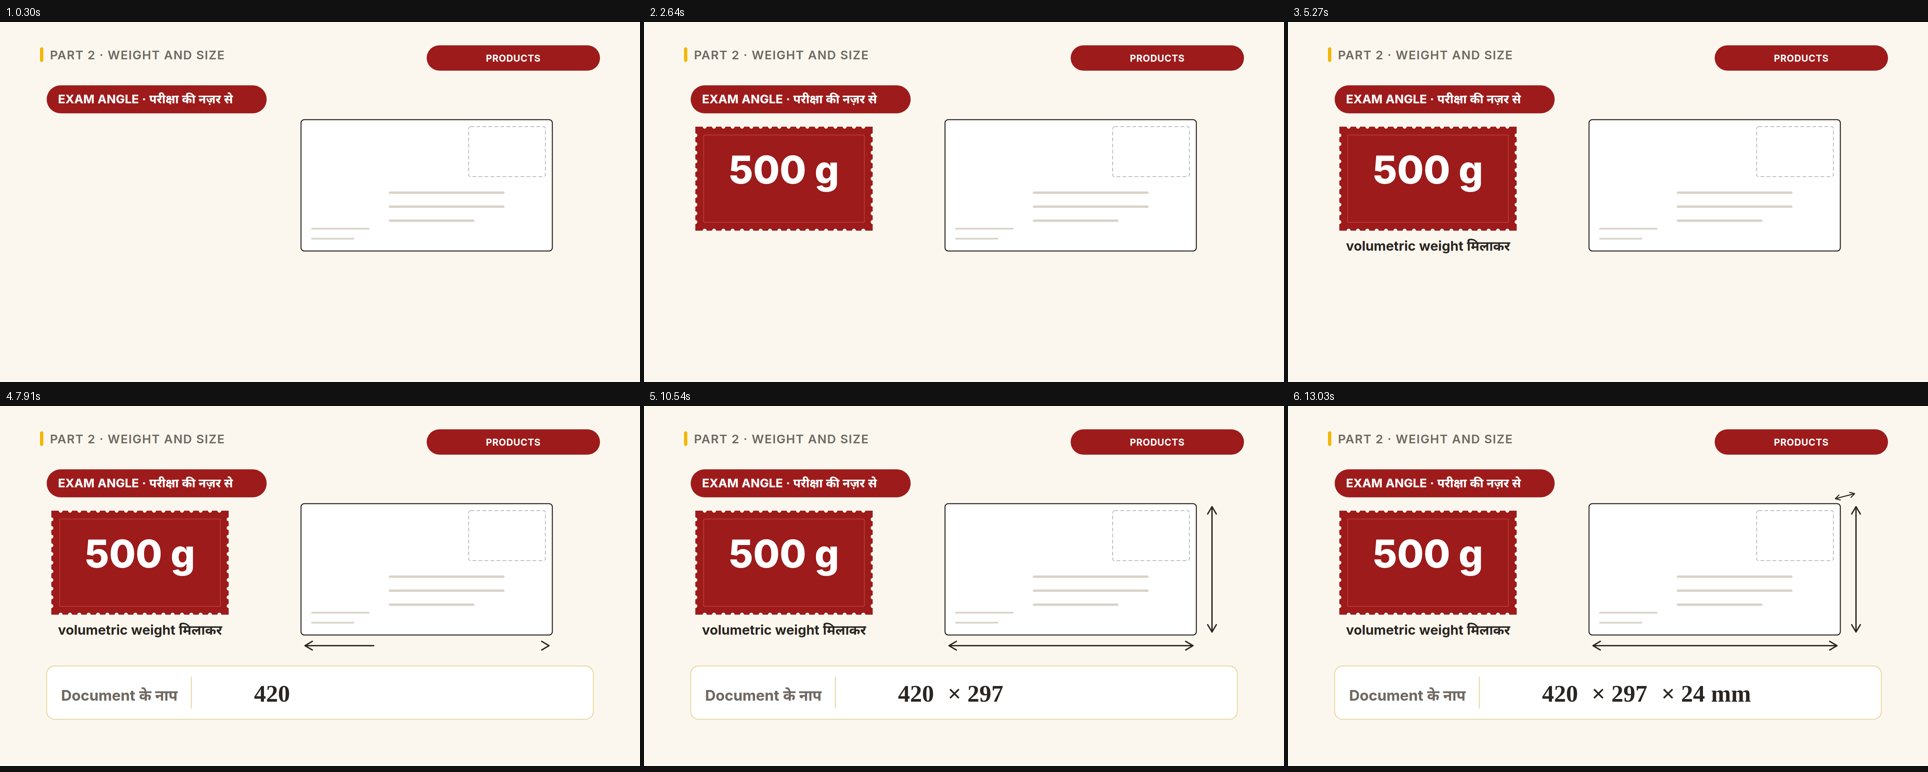 1. 0.30s
PART 2 · WEIGHT AND SIZE
PRODUCTS
EXAM ANGLE · परीक्षा की नज़र से
2. 2.64s
PART 2 · WEIGHT AND SIZE
PRODUCTS
EXAM ANGLE · परीक्षा की नज़र से
500 g
3. 5.27s
PART 2 · WEIGHT AND SIZE
PRODUCTS
EXAM ANGLE · परीक्षा की नज़र से
500 g
volumetric weight मिलाकर
4. 7.91s
PART 2 · WEIGHT AND SIZE
PRODUCTS
EXAM ANGLE · परीक्षा की नज़र से
500 g
volumetric weight मिलाकर
Document के नाप 420
5. 10.54s
PART 2 · WEIGHT AND SIZE
PRODUCTS
EXAM ANGLE · परीक्षा की नज़र से
500 g
volumetric weight मिलाकर
Document के नाप 420 × 297
6. 13.03s
PART 2 · WEIGHT AND SIZE
PRODUCTS
EXAM ANGLE · परीक्षा की नज़र से
500 g
volumetric weight मिलाकर
Document के नाप 420 × 297 × 24 mm